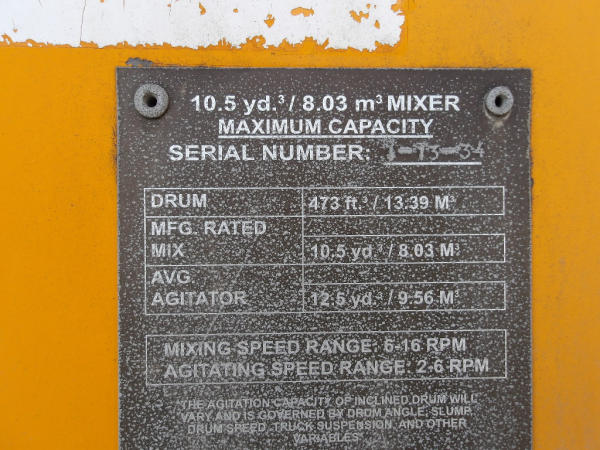 10.5 yd.³/ 8.03 m³ MIXER
MAXIMUM CAPACITY
SERIAL NUMBER:
DRUM 473 ft.³ / 13.39 M³
MFG. RATED
MIX 10.5 yd³ / 8.03 M³
AVG.
AGITATOR 12.5 yd.³ / 9.56 M³
MIXING SPEED RANGE: 6-16 RPM
AGITATING SPEED RANGE: 2-6 RPM
"THE AGITATION CAPACITY OF INCLINED DRUM WILL
VARY AND IS GOVERNED BY DRUM ANGLE, SLUMP,
DRUM SPEED, TRUCK SUSPENSION, AND OTHER
VARIABLES"